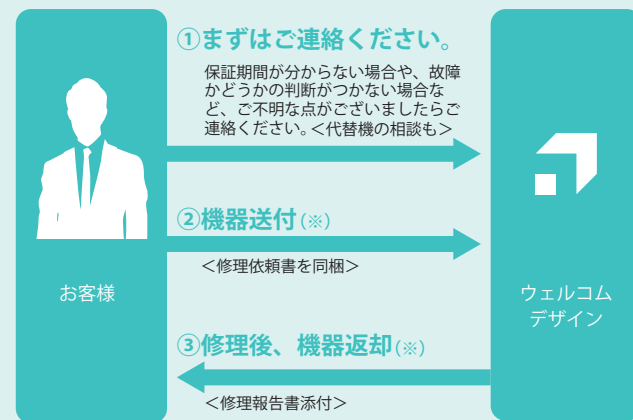 ①まずはご連絡ください。
保証期間が分からない場合や、故障
かどうかの判断がつかない場合な
ど、ご不明な点がございましたらご
連絡ください。＜代替機の相談も＞
②機器送付(※)
＜修理依頼書を同梱＞
お客様
ウェルコム
デザイン
③修理後、機器返却(※)
＜修理報告書添付＞